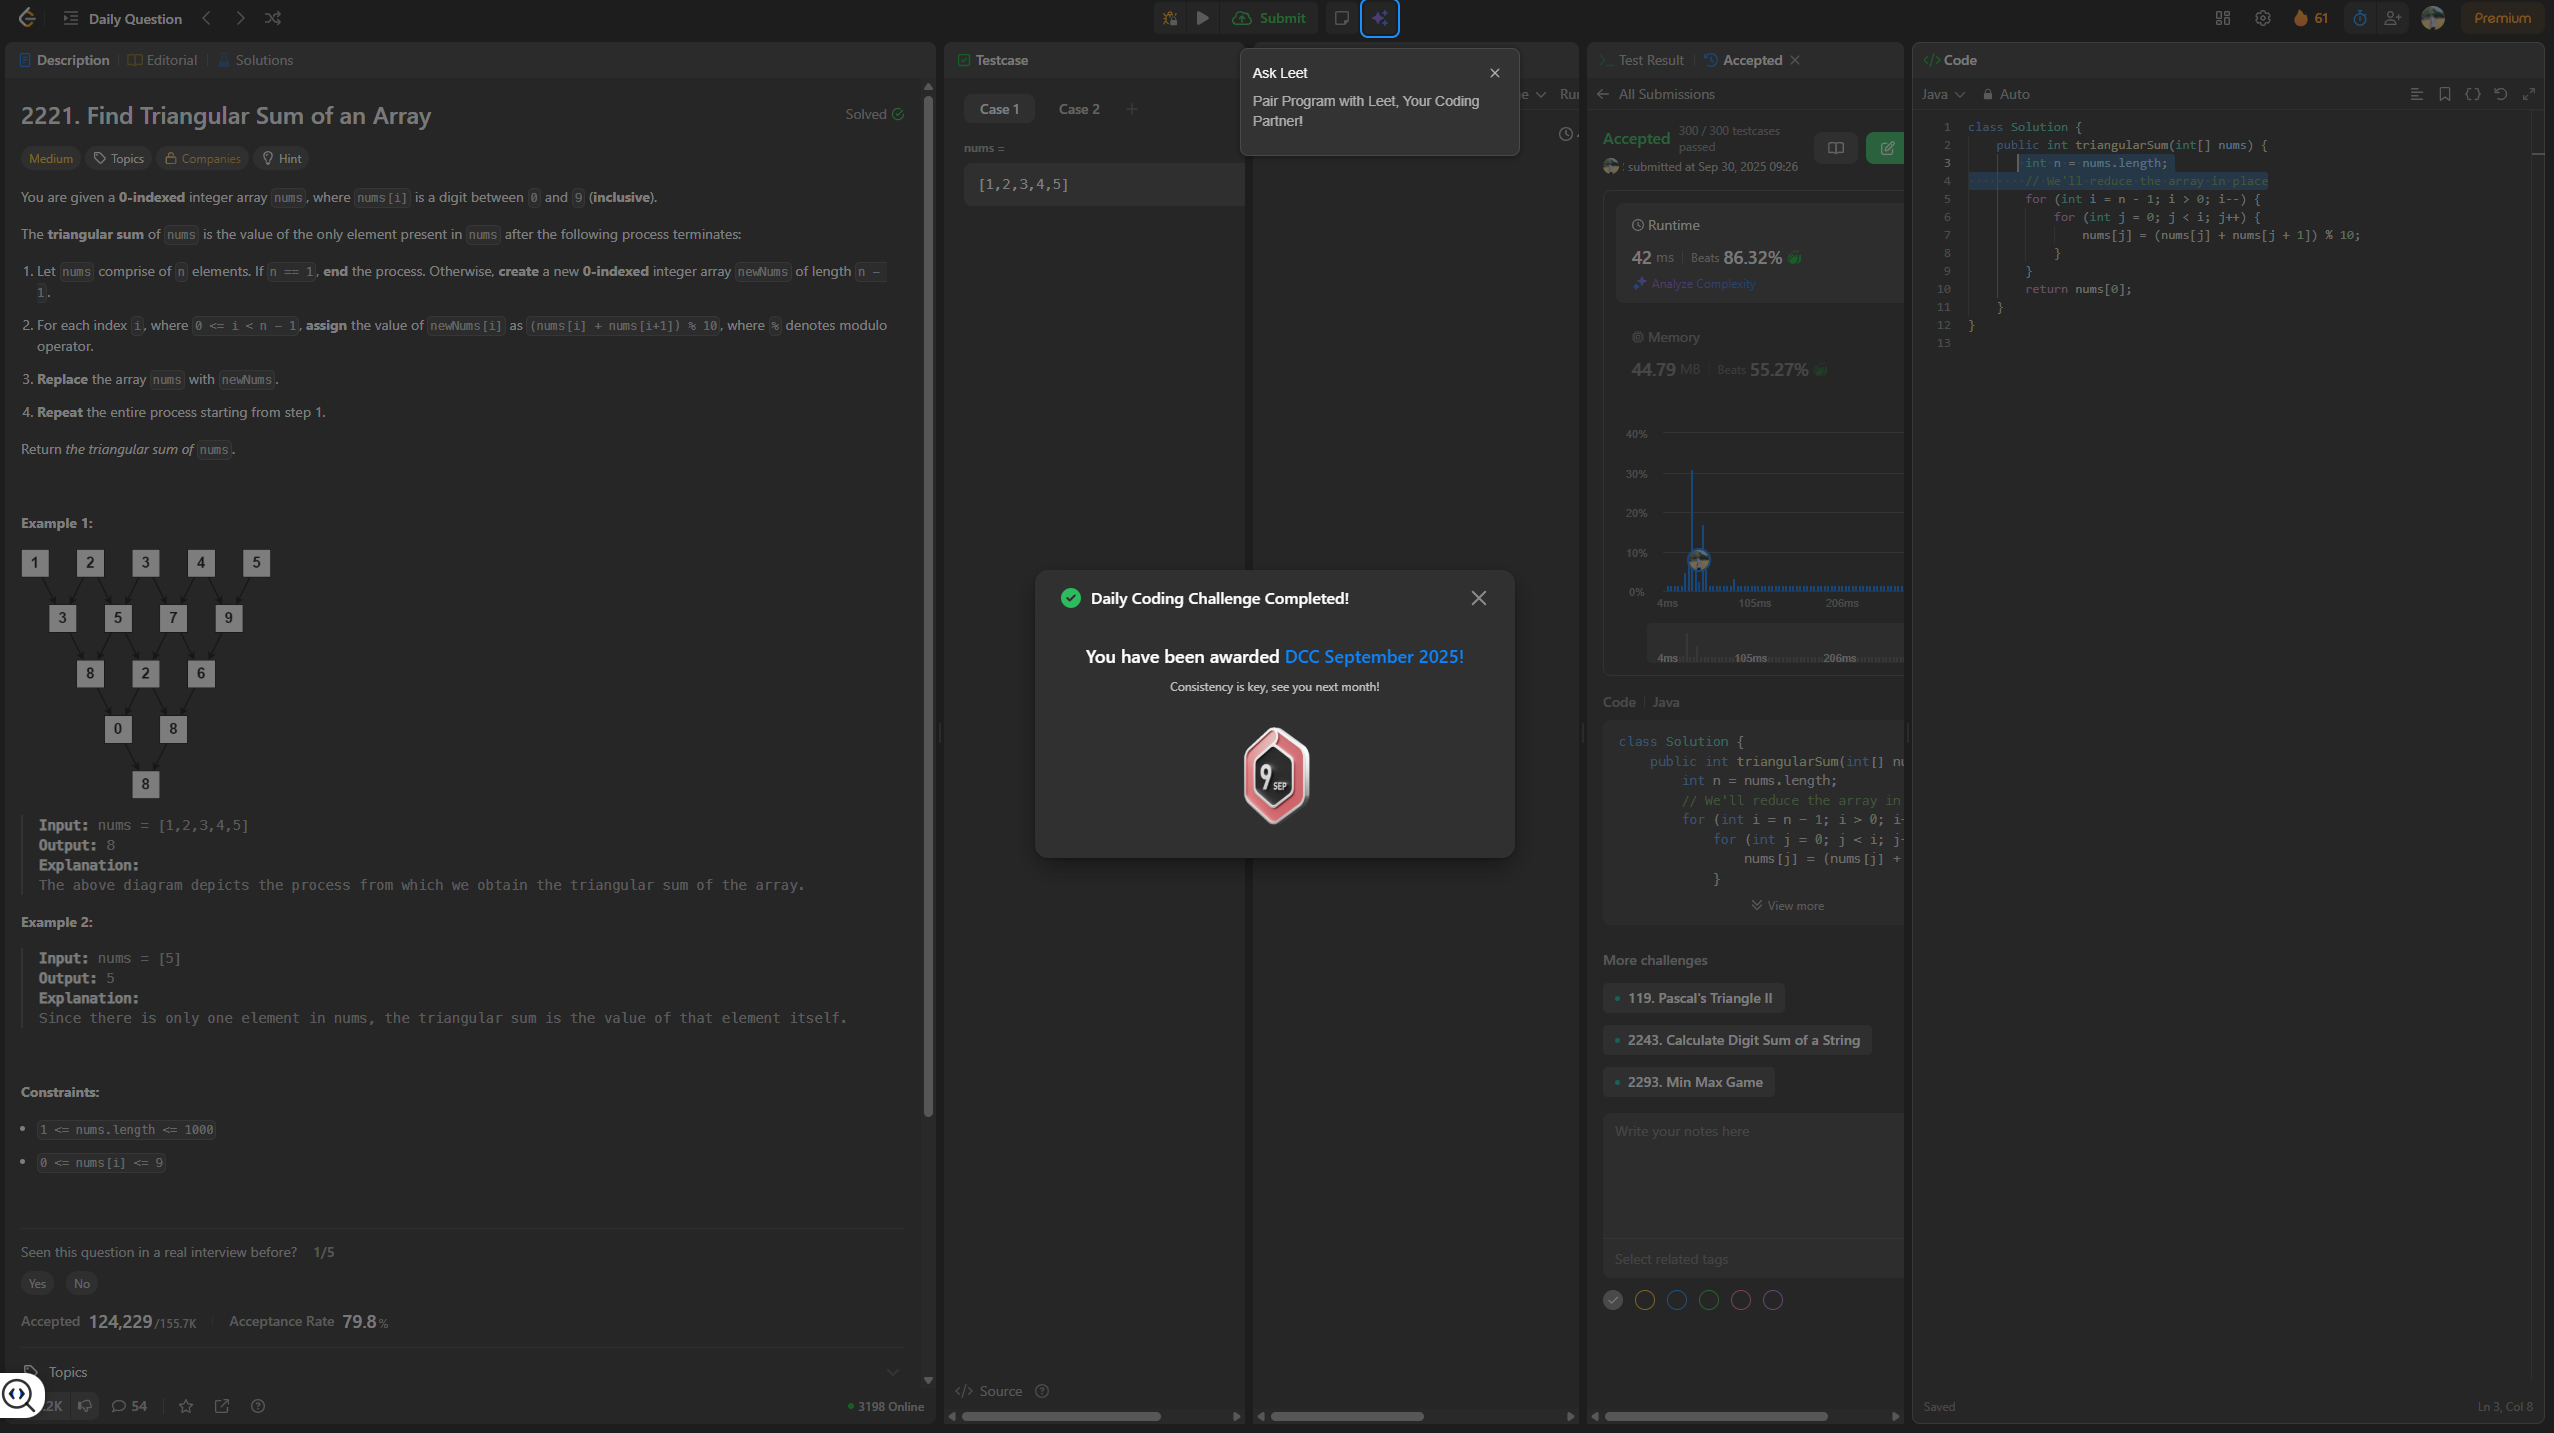 Daily Question
Submit
61
Premium
Description
Editorial
Solutions
2221. Find Triangular Sum of an Array
Solved
Medium
Topics
Companies
Hint
You are given a 0-indexed integer array nums, where nums[i] is a digit between 0 and 9 (inclusive).
The triangular sum of nums is the value of the only element present in nums after the following process terminates:
1. Let nums comprise of n elements. If n == 1, end the process. Otherwise, create a new 0-indexed integer array newNums of length n -
1.
2. For each index i, where 0 <= i < n - 1, assign the value of newNums[i] as (nums[i] + nums[i+1]) % 10, where % denotes modulo
operator.
3. Replace the array nums with newNums.
4. Repeat the entire process starting from step 1.
Return the triangular sum of nums.
Example 1:
1 2 3 4 5
3 5 7 9
8 2 6
0 8
8
Input: nums = [1,2,3,4,5]
Output: 8
Explanation:
The above diagram depicts the process from which we obtain the triangular sum of the array.
Example 2:
Input: nums = [5]
Output: 5
Explanation:
Since there is only one element in nums, the triangular sum is the value of that element itself.
Constraints:
1 <= nums.length <= 1000
0 <= nums[i] <= 9
Seen this question in a real interview before? 1/5
Yes
No
Accepted 124,229/155.7K
Acceptance Rate 79.8%
Topics
.2K
54
3198 Online
Testcase
Case 1
Case 2
nums =
[1,2,3,4,5]
Source
Ask Leet
Pair Program with Leet, Your Coding
Partner!
Daily Coding Challenge Completed!
You have been awarded DCC September 2025!
Consistency is key, see you next month!
9 SEP
Test Result
Accepted
All Submissions
Accepted
300 / 300 testcases
passed
submitted at Sep 30, 2025 09:26
Runtime
42 ms
Beats 86.32%
Analyze Complexity
Memory
44.79 MB
Beats 55.27%
40%
30%
20%
10%
0%
4ms 105ms 206ms
4ms 105ms 206ms
Code
Java
class Solution {
public int triangularSum(int[] nu
int n = nums.length;
// We'll reduce the array in
for (int i = n - 1; i > 0; i-
for (int j = 0; j < i; j+
nums[j] = (nums[j] +
}
View more
More challenges
119. Pascal's Triangle II
2243. Calculate Digit Sum of a String
2293. Min Max Game
Write your notes here
Select related tags
Code
Java
Auto
1 class Solution {
2 public int triangularSum(int[] nums) {
3 int n = nums.length;
4 // We'll reduce the array in place
5 for (int i = n - 1; i > 0; i--) {
6 for (int j = 0; j < i; j++) {
7 nums[j] = (nums[j] + nums[j + 1]) % 10;
8 }
9 }
10 return nums[0];
11 }
12 }
13
Saved
Ln 3, Col 8